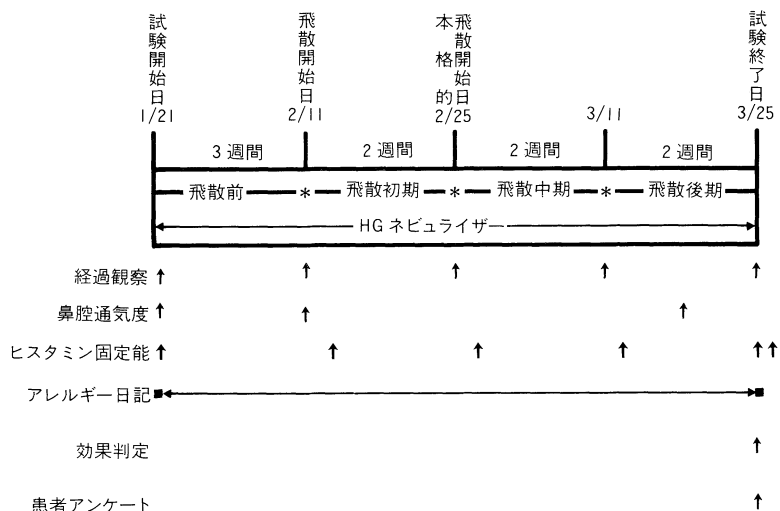 試験開始日
飛散開始日
本格的
飛散開始日
試験終了日
1/21
2/11
2/25
3/11
3/25
3週間
2週間
2週間
2週間
飛散前 * 飛散初期 * 飛散中期 * 飛散後期
HGネビュライザー
経過観察
鼻腔通気度
ヒスタミン固定能
アレルギー日記
効果判定
患者アンケート